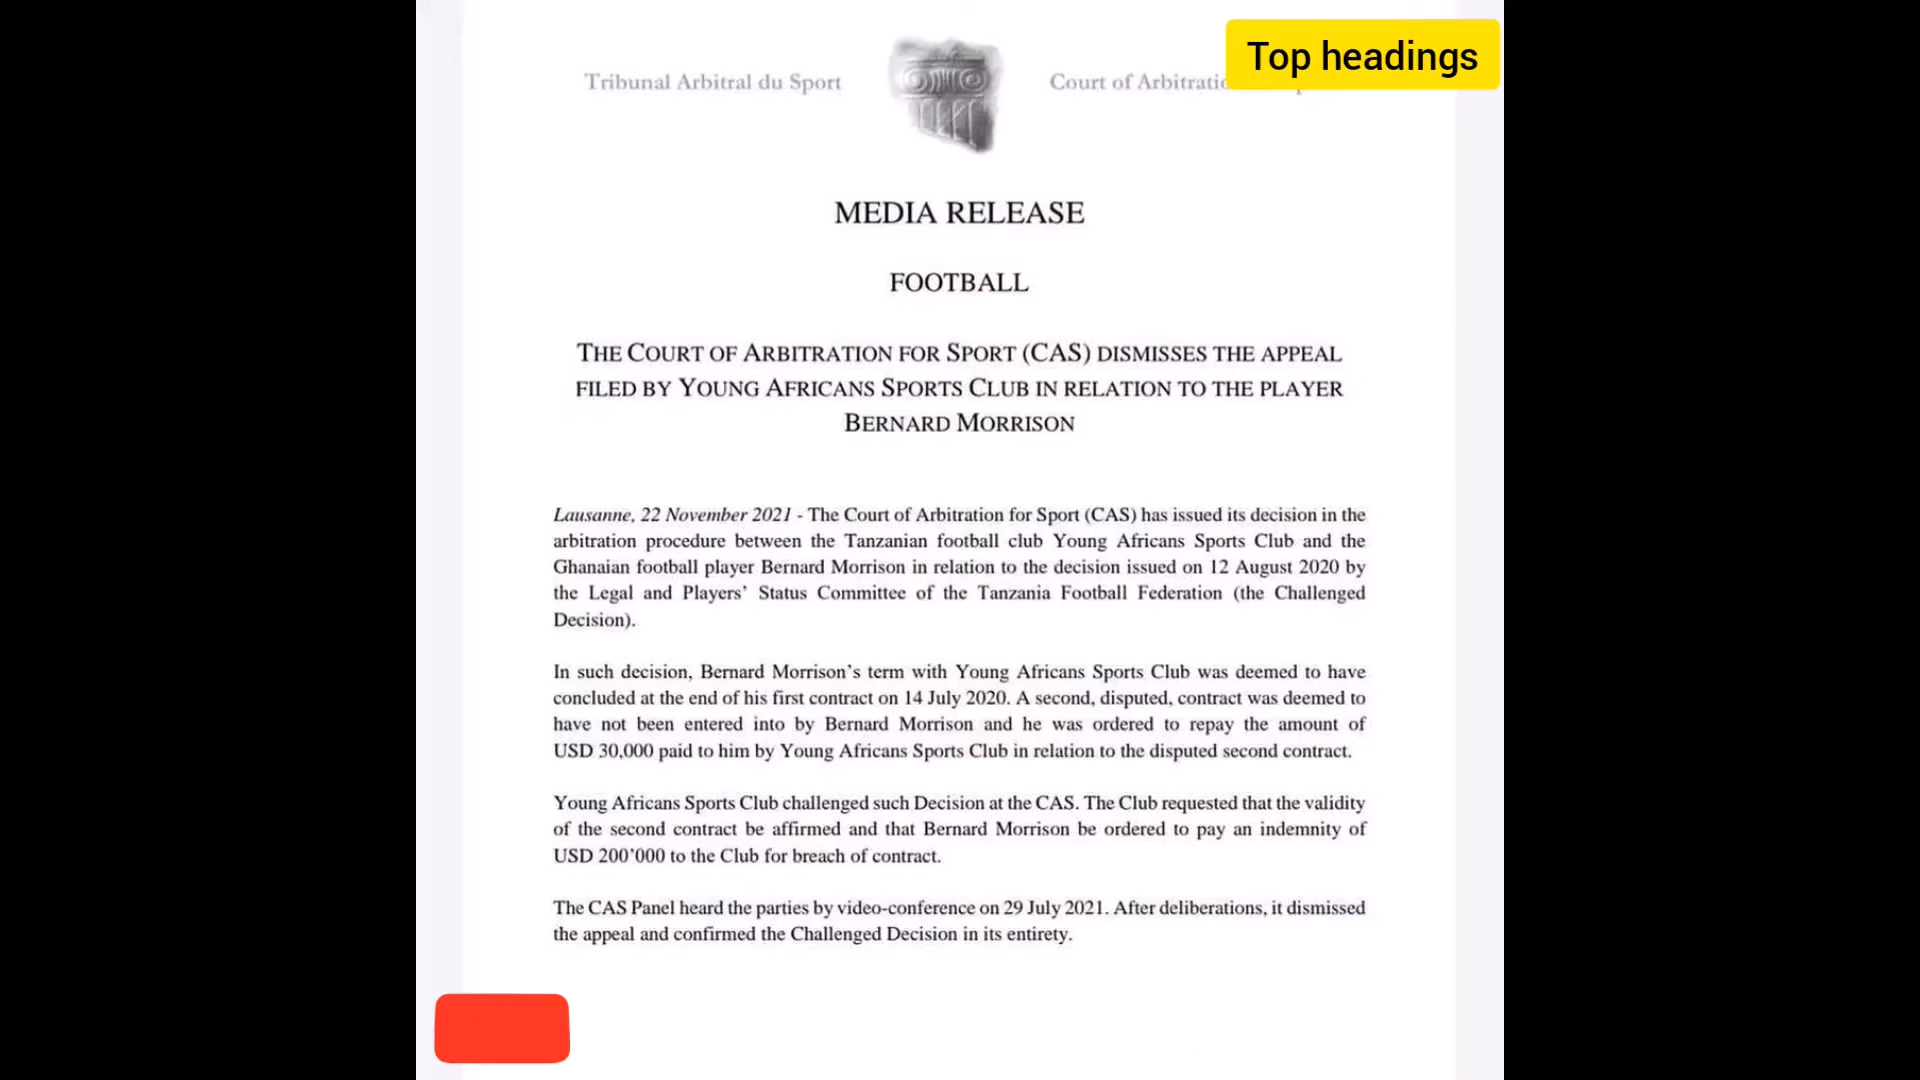 Top headings
Tribunal Arbitral du Sport
Court of
MEDIA RELEASE
FOOTBALL
THE COURT OF ARBITRATION FOR SPORT (CAS) DISMISSES THE APPEAL
FILED BY YOUNG AFRICANS SPORTS CLUB IN RELATION TO THE PLAYER
BERNARD MORRISON
Lausanne, 22 November 2021 - The Court of Arbitration for Sport (CAS) has issued its decision in the
arbitration procedure between the Tanzanian football club Young Africans Sports Club and the
Ghanaian football player Bernard Morrison in relation to the decision issued on 12 August 2020 by
the Legal and Players’ Status Committee of the Tanzania Football Federation (the Challenged
Decision).
In such decision, Bernard Morrison’s term with Young Africans Sports Club was deemed to have
concluded at the end of his first contract on 14 July 2020. A second, disputed, contract was deemed to
have not been entered into by Bernard Morrison and he was ordered to repay the amount of
USD 30,000 paid to him by Young Africans Sports Club in relation to the disputed second contract.
Young Africans Sports Club challenged such Decision at the CAS. The Club requested that the validity
of the second contract be affirmed and that Bernard Morrison be ordered to pay an indemnity of
USD 200’000 to the Club for breach of contract.
The CAS Panel heard the parties by video-conference on 29 July 2021. After deliberations, it dismissed
the appeal and confirmed the Challenged Decision in its entirety.